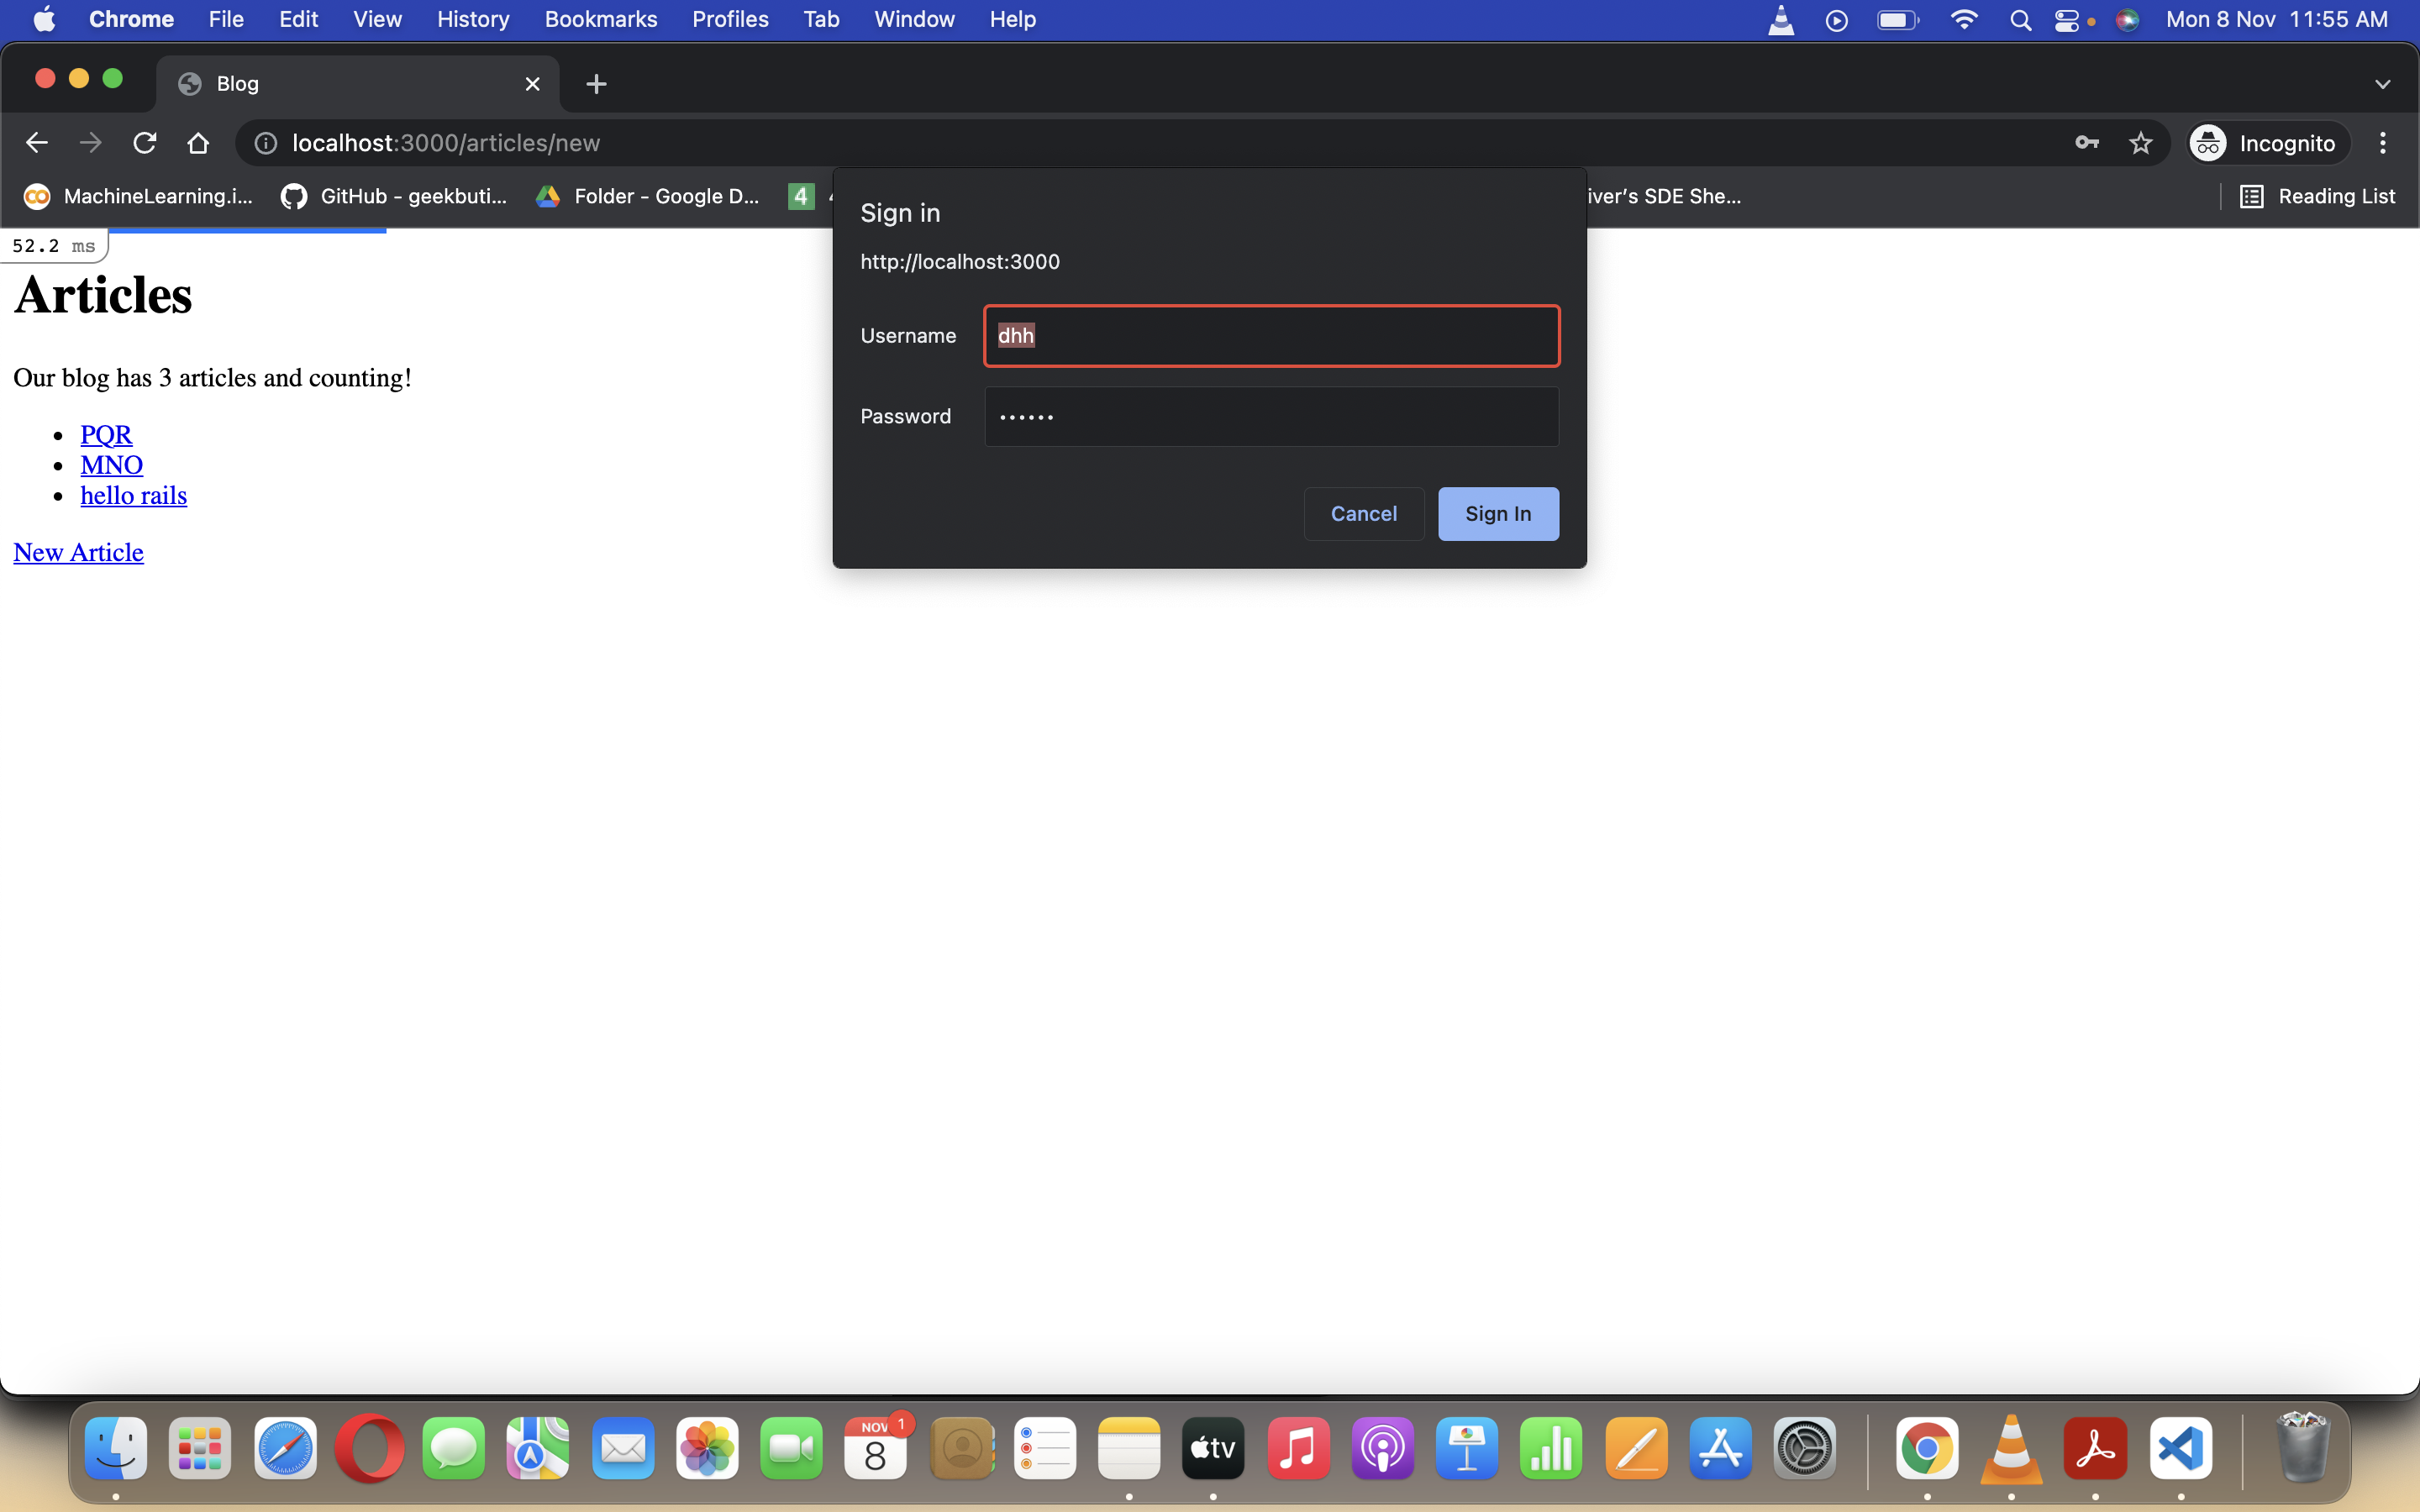 Chrome File Edit View History Bookmarks Profiles Tab Window Help Mon 8 Nov 11:55 AM
Blog
localhost:3000/articles/new Incognito
MachineLearning.i... GitHub - geekbuti... Folder - Google D... 4 iver's SDE She... Reading List
52.2 ms
Articles
Our blog has 3 articles and counting!
PQR
MNO
hello rails
New Article
Sign in
http://localhost:3000
Username dhh
Password ••••••
Cancel Sign In
NOV 1
8
tv